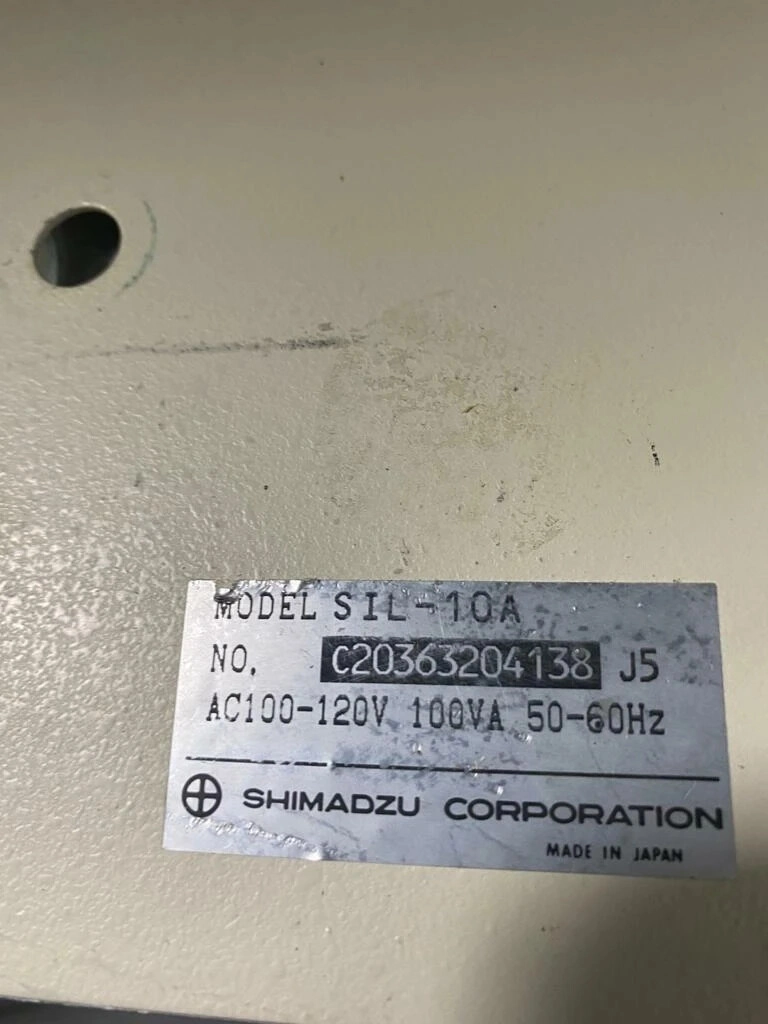 MODEL SIL-10A
NO. C20363204138 J5
AC100-120V 100VA 50-60Hz
SHIMADZU CORPORATION
MADE IN JAPAN